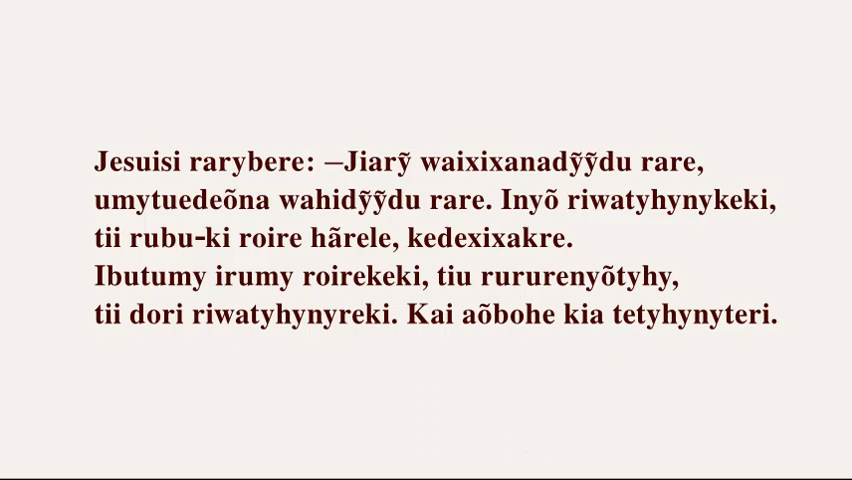 Jesuisi rarybere: –Jiarỹ waixixanadỹỹdu rare,
umytuedeõna wahidỹỹdu rare. Inyõ riwatyhynykeki,
tii rubu-ki roire hãrele, kedexixakre.
Ibutumy irumy roirekeki, tiu rururenyõtyhy,
tii dori riwatyhynyreki. Kai aõbohe kia tetyhynyteri.